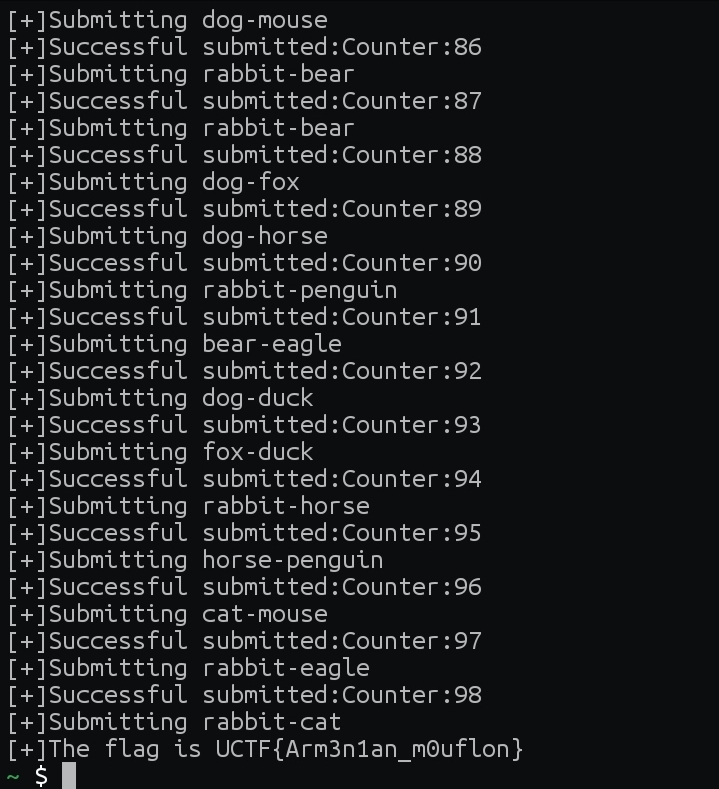 [+]Submitting dog-mouse
[+]Successful submitted:Counter:86
[+]Submitting rabbit-bear
[+]Successful submitted:Counter:87
[+]Submitting rabbit-bear
[+]Successful submitted:Counter:88
[+]Submitting dog-fox
[+]Successful submitted:Counter:89
[+]Submitting dog-horse
[+]Successful submitted:Counter:90
[+]Submitting rabbit-penguin
[+]Successful submitted:Counter:91
[+]Submitting bear-eagle
[+]Successful submitted:Counter:92
[+]Submitting dog-duck
[+]Successful submitted:Counter:93
[+]Submitting fox-duck
[+]Successful submitted:Counter:94
[+]Submitting rabbit-horse
[+]Successful submitted:Counter:95
[+]Submitting horse-penguin
[+]Successful submitted:Counter:96
[+]Submitting cat-mouse
[+]Successful submitted:Counter:97
[+]Submitting rabbit-eagle
[+]Successful submitted:Counter:98
[+]Submitting rabbit-cat
[+]The flag is UCTF{Arm3n1an_m0uflon}
~ $